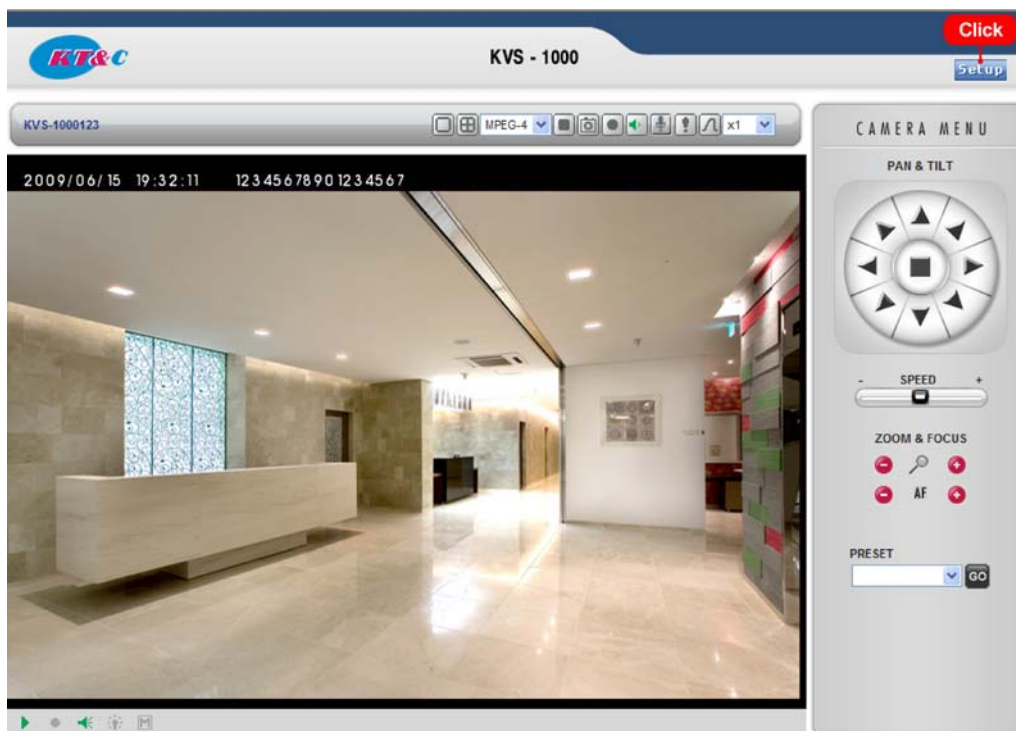 Click
KT&C
KVS - 1000
Setup
KVS-1000123
MPEG-4
x1
CAMERA MENU
2009/06/15 19:32:11 12345678901234567
PAN & TILT
- SPEED +
ZOOM & FOCUS
AF
PRESET
GO
M